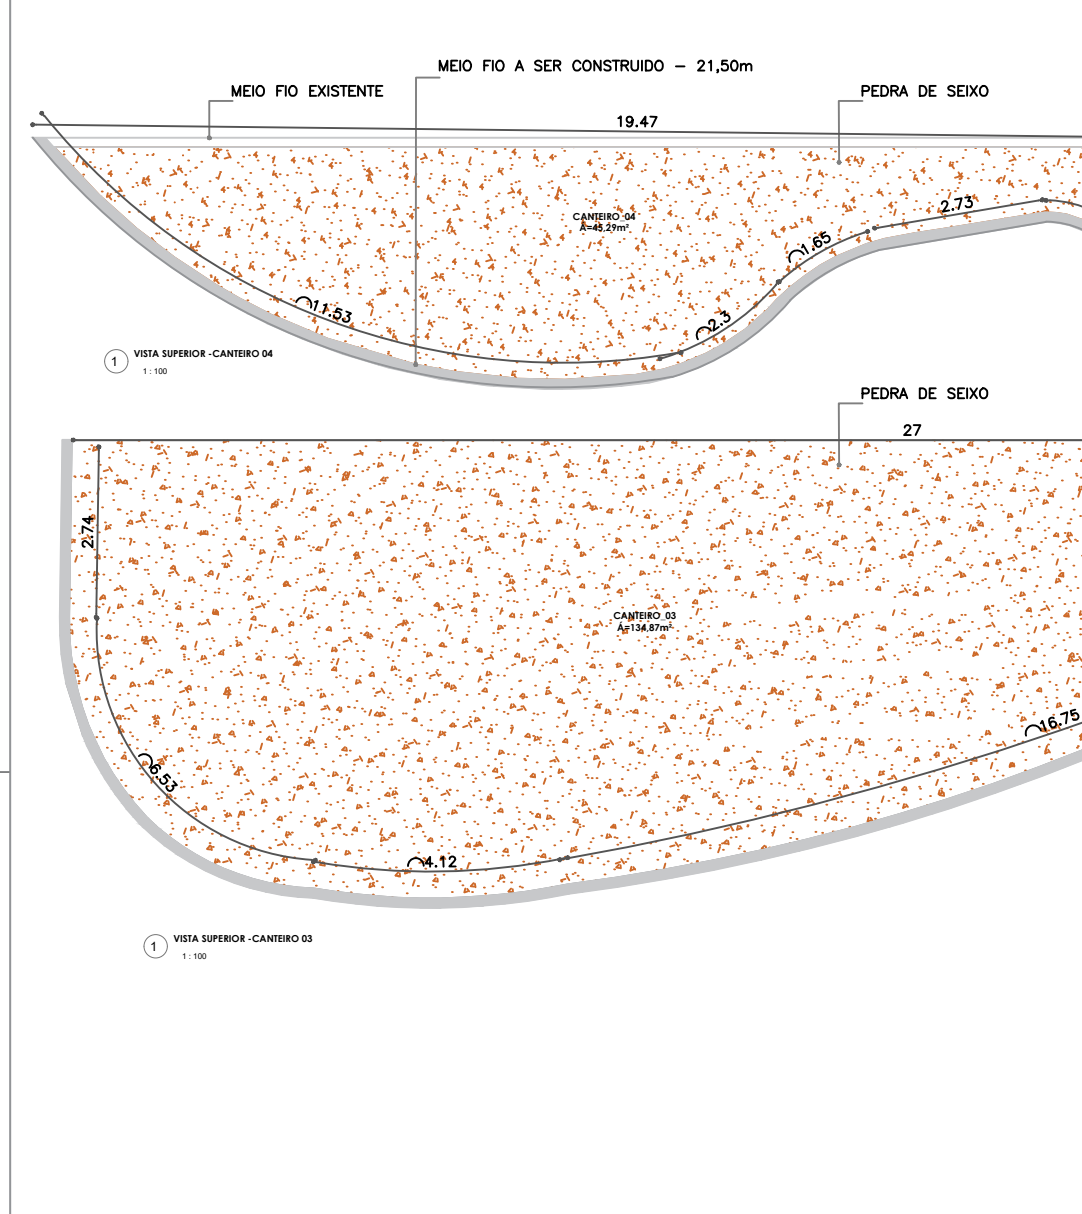 MEIO FIO A SER CONSTRUIDO – 21,50m
MEIO FIO EXISTENTE
PEDRA DE SEIXO
19.47
2.73
CANTEIRO 04
A=45,29m²
1.65
11.53
2.3
1 VISTA SUPERIOR - CANTEIRO 04
1 : 100
PEDRA DE SEIXO
27
2.74
CANTEIRO 03
A=134,87m²
16.75
6.53
4.12
1 VISTA SUPERIOR - CANTEIRO 03
1 : 100